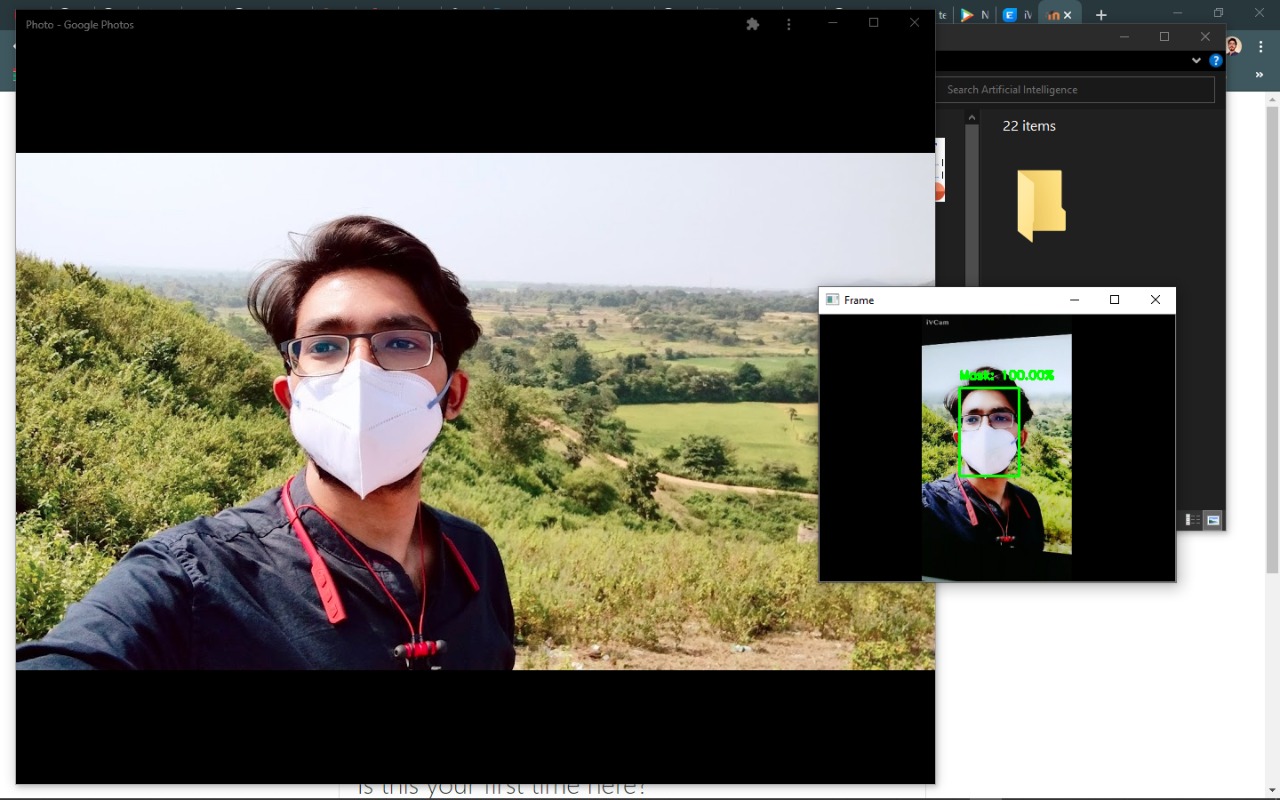 Photo - Google Photos
te
N
iV
Search Artificial Intelligence
22 items
Frame
iVCam
Mask: 100.00%
Is this your first time here?